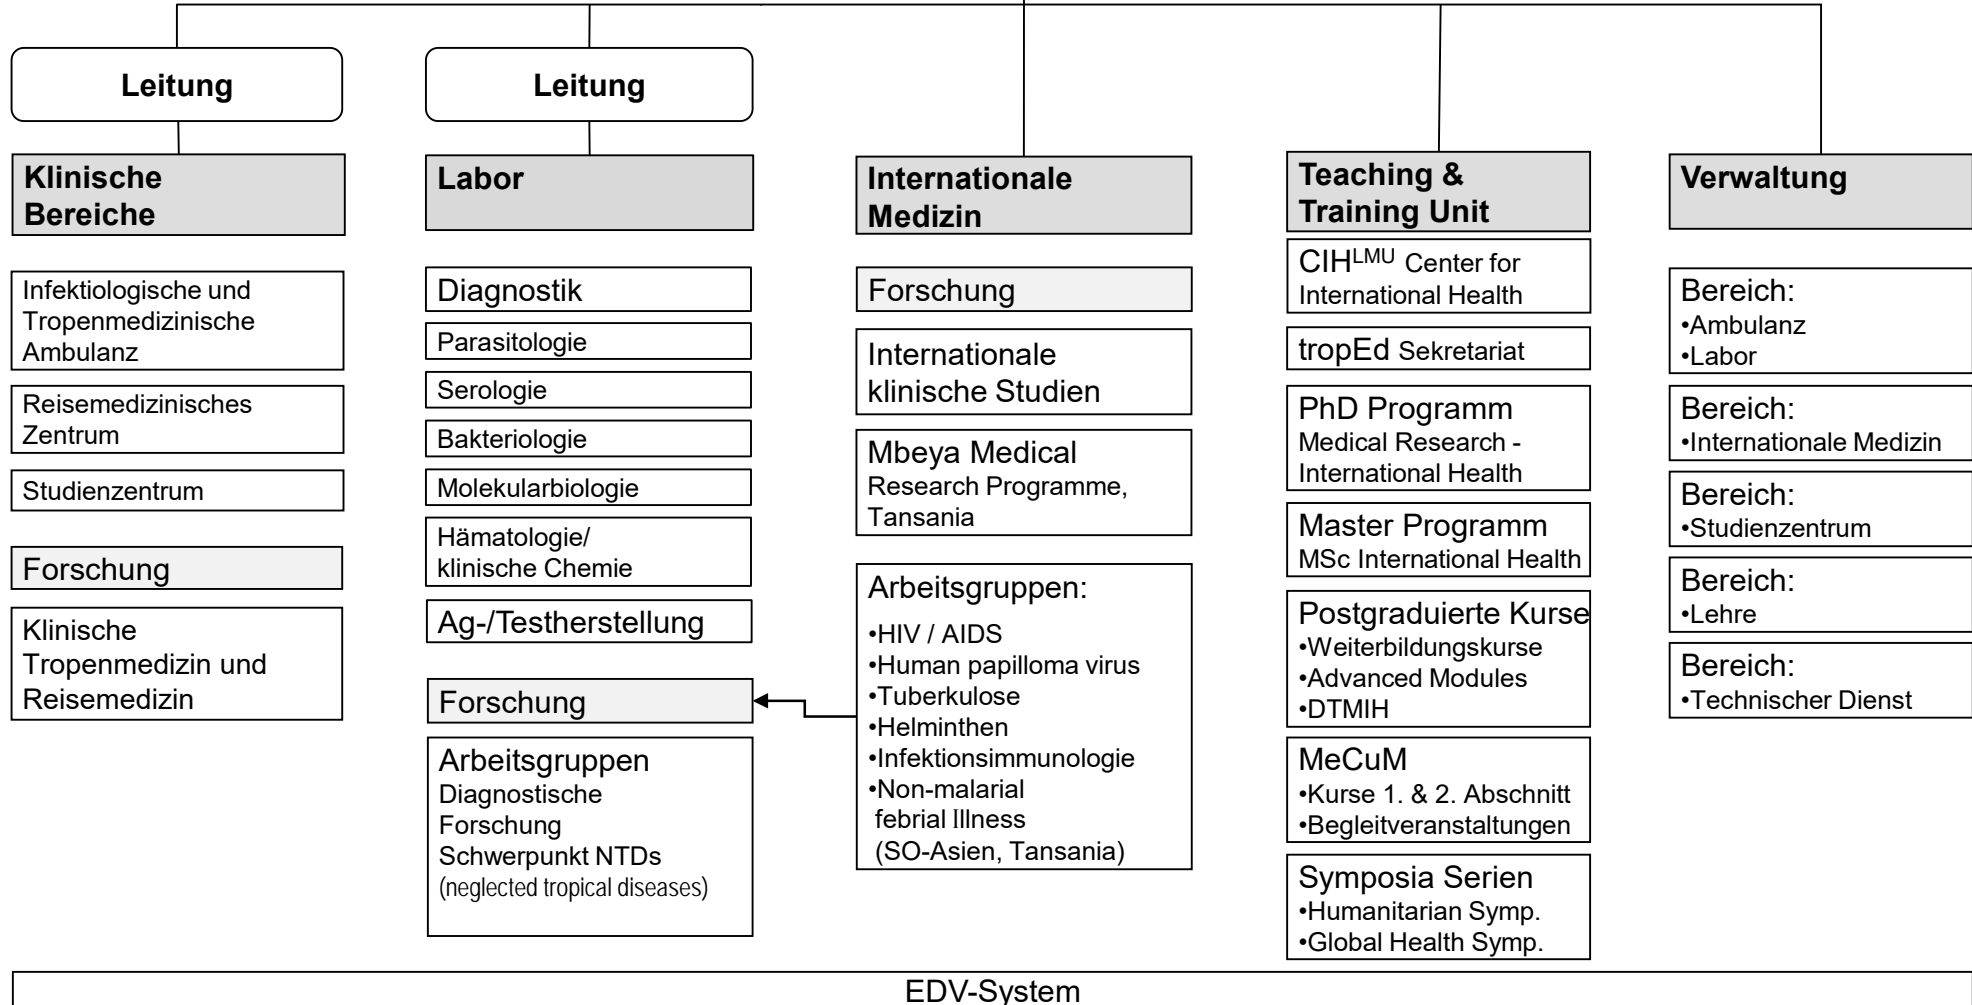 Leitung
Klinische
Bereiche
Infektiologische und
Tropenmedizinische
Ambulanz
Reisemedizinisches
Zentrum
Studienzentrum
Forschung
Klinische
Tropenmedizin und
Reisemedizin
Leitung
Labor
Diagnostik
Parasitologie
Serologie
Bakteriologie
Molekularbiologie
Hämatologie/
klinische Chemie
Ag-/Testherstellung
Forschung
Arbeitsgruppen
Diagnostische
Forschung
Schwerpunkt NTDs
(neglected tropical diseases)
Internationale
Medizin
Forschung
Internationale
klinische Studien
Mbeya Medical
Research Programme,
Tansania
Arbeitsgruppen:
•HIV / AIDS
•Human papilloma virus
•Tuberkulose
•Helminthen
•Infektionsimmunologie
•Non-malarial
febrial Illness
(SO-Asien, Tansania)
Teaching &
Training Unit
CIHLMU Center for
International Health
tropEd Sekretariat
PhD Programm
Medical Research -
International Health
Master Programm
MSc International Health
Postgraduierte Kurse
•Weiterbildungskurse
•Advanced Modules
•DTMIH
MeCuM
•Kurse 1. & 2. Abschnitt
•Begleitveranstaltungen
Symposia Serien
•Humanitarian Symp.
•Global Health Symp.
Verwaltung
Bereich:
•Ambulanz
•Labor
Bereich:
•Internationale Medizin
Bereich:
•Studienzentrum
Bereich:
•Lehre
Bereich:
•Technischer Dienst
EDV-System